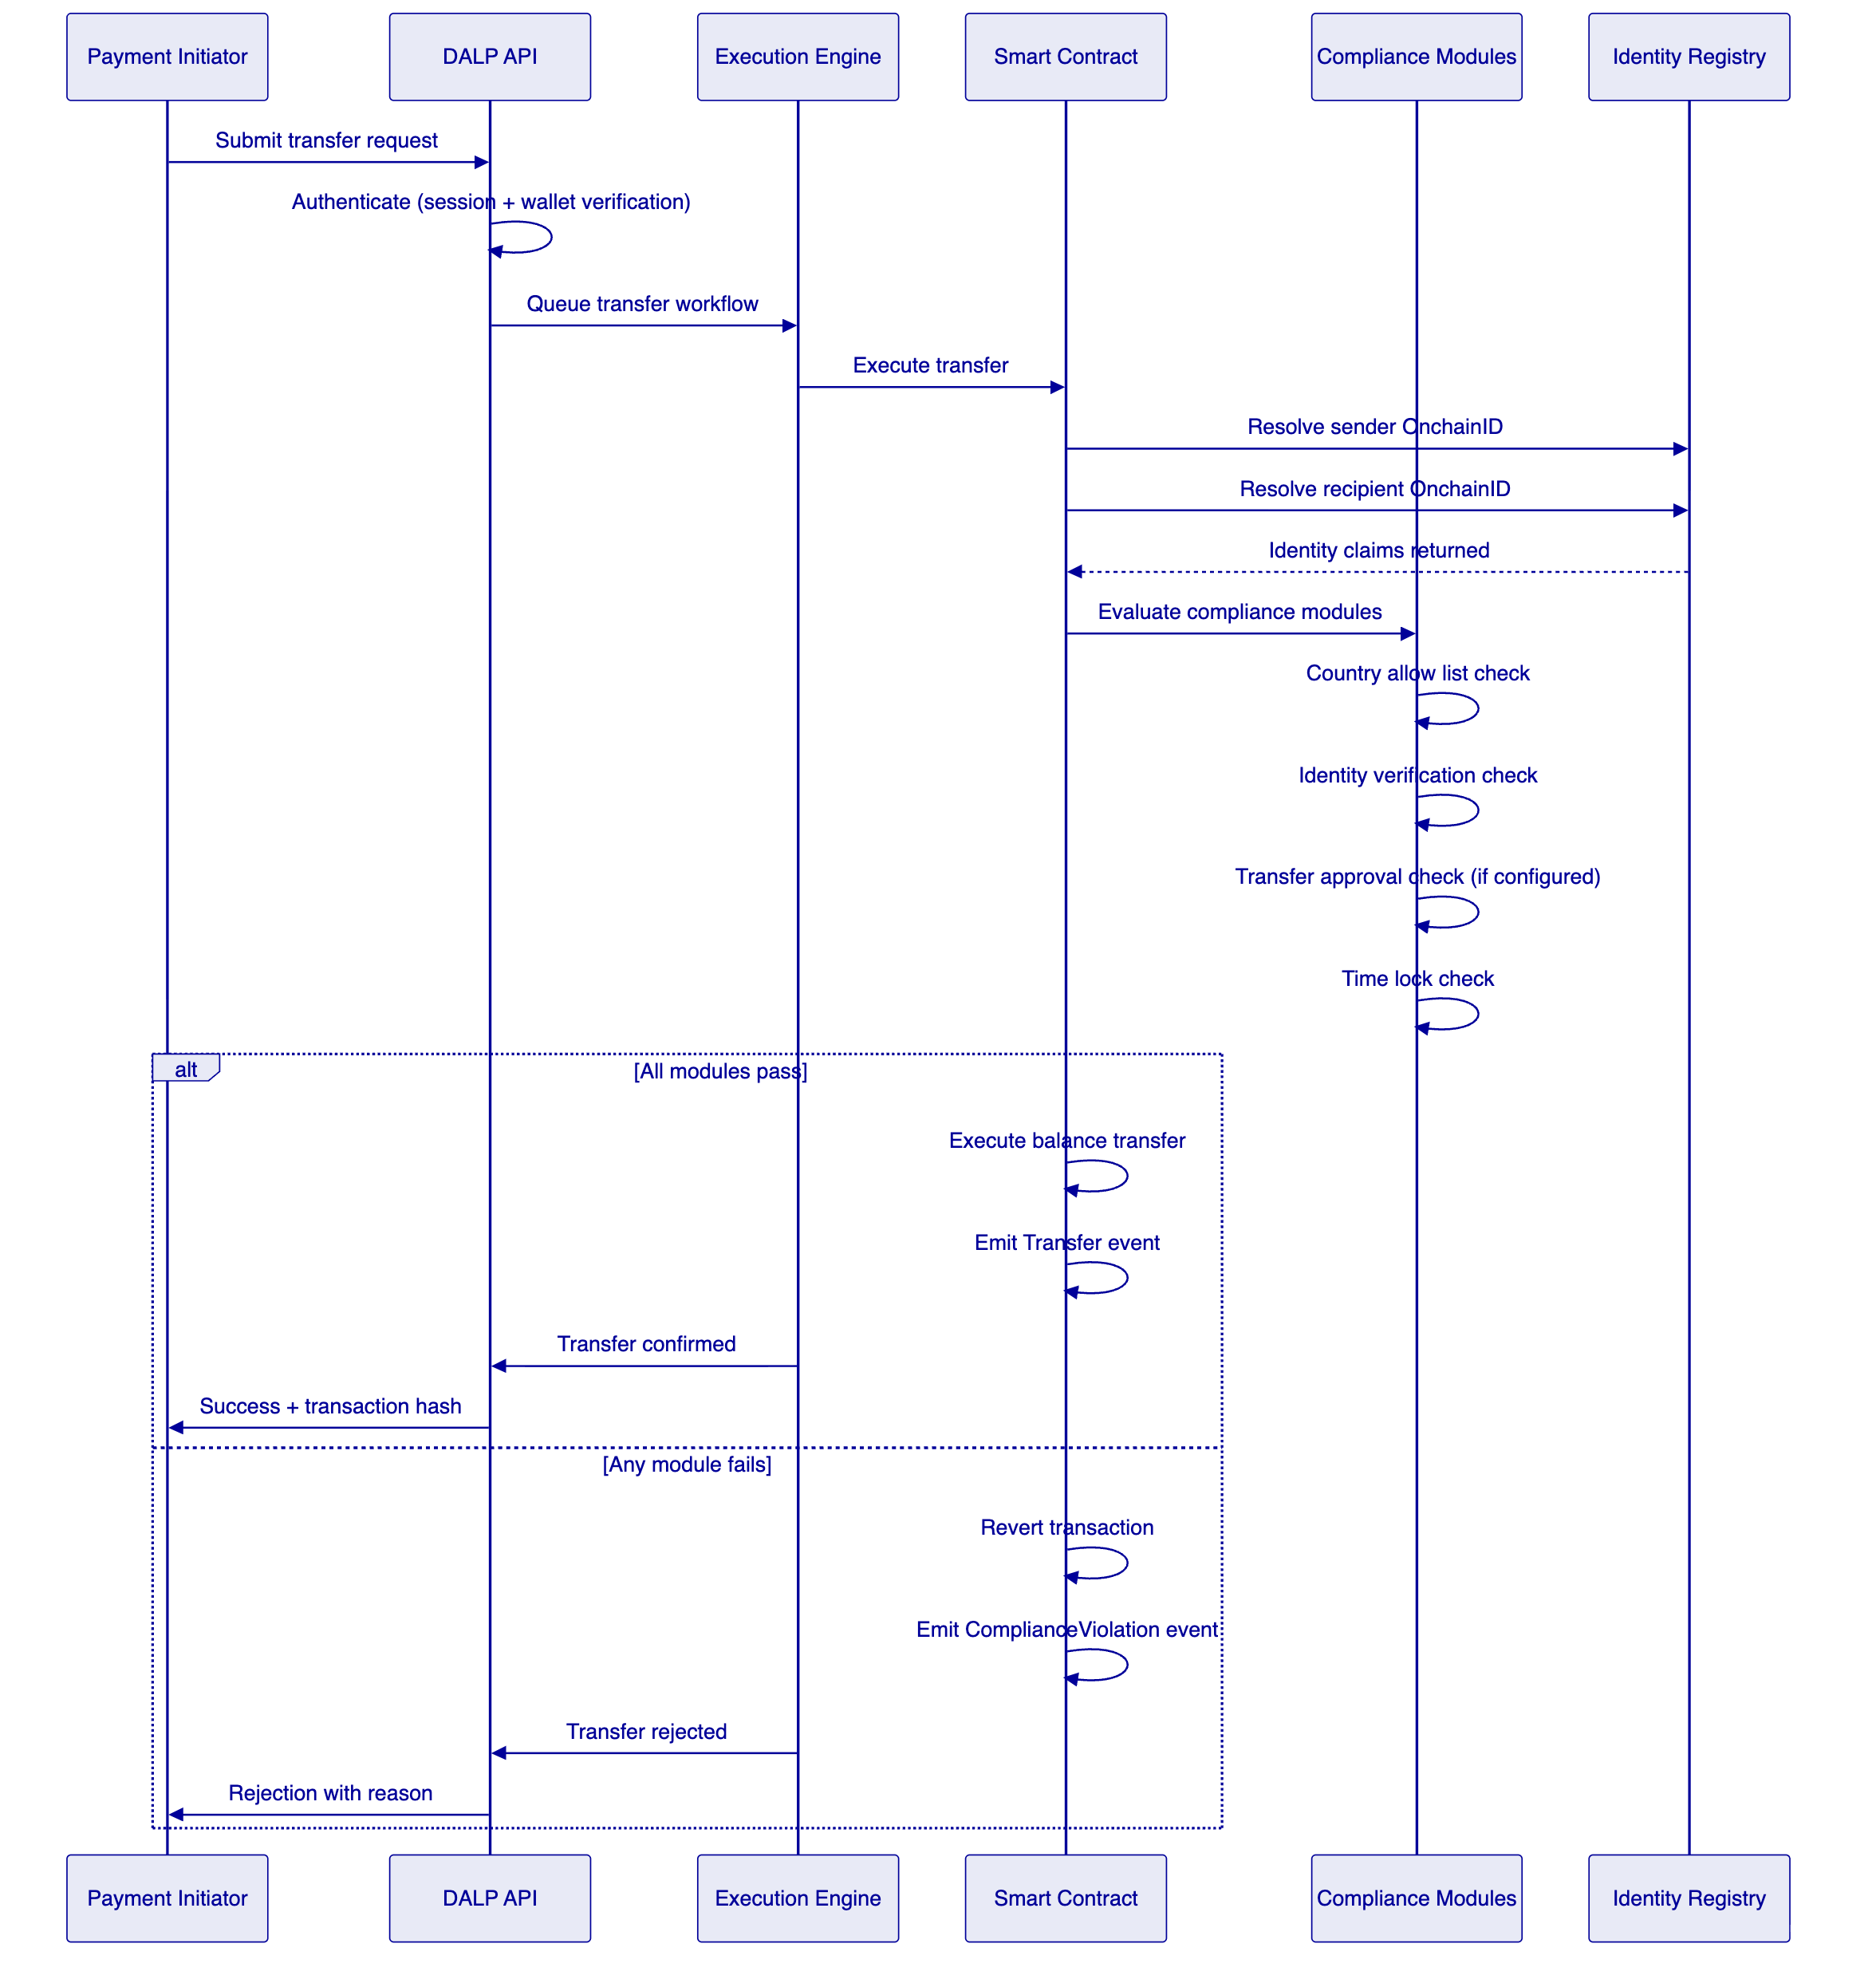 Payment Initiator
DALP API
Execution Engine
Smart Contract
Compliance Modules
Identity Registry
Submit transfer request
Authenticate (session + wallet verification)
Queue transfer workflow
Execute transfer
Resolve sender OnchainID
Resolve recipient OnchainID
Identity claims returned
Evaluate compliance modules
Country allow list check
Identity verification check
Transfer approval check (if configured)
Time lock check
alt
[All modules pass]
Execute balance transfer
Emit Transfer event
Transfer confirmed
Success + transaction hash
[Any module fails]
Revert transaction
Emit ComplianceViolation event
Transfer rejected
Rejection with reason
Payment Initiator
DALP API
Execution Engine
Smart Contract
Compliance Modules
Identity Registry